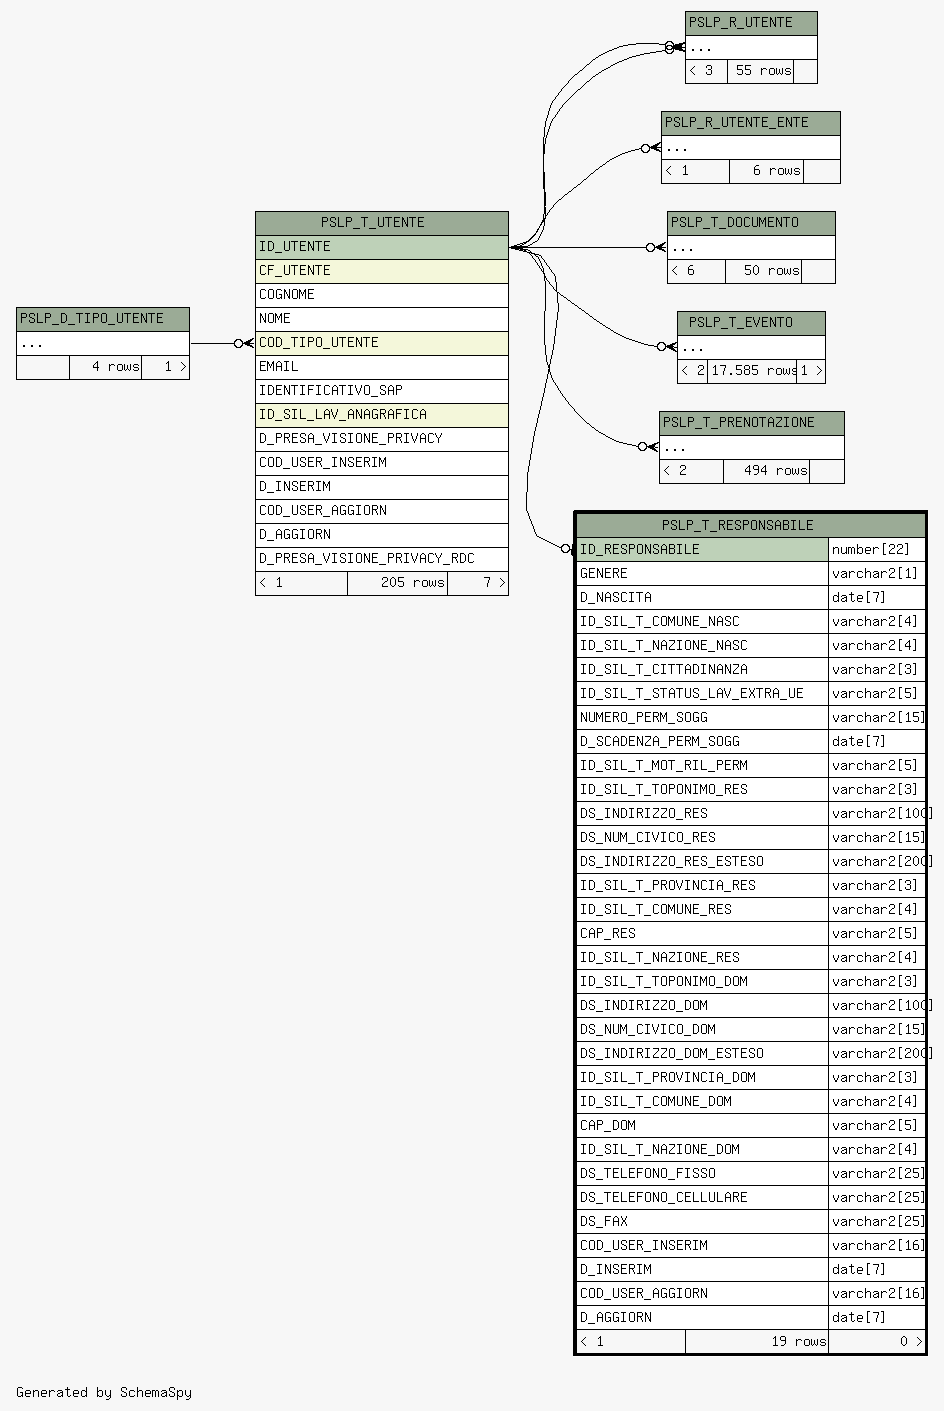 PSLP_R_UTENTE
...
< 3 55 rows
PSLP_R_UTENTE_ENTE
...
< 1 6 rows
PSLP_T_DOCUMENTO
...
< 6 50 rows
PSLP_T_EVENTO
...
< 2 17.585 rows 1 >
PSLP_T_PRENOTAZIONE
...
< 2 494 rows
PSLP_D_TIPO_UTENTE
...
4 rows 1 >
PSLP_T_UTENTE
ID_UTENTE
CF_UTENTE
COGNOME
NOME
COD_TIPO_UTENTE
EMAIL
IDENTIFICATIVO_SAP
ID_SIL_LAV_ANAGRAFICA
D_PRESA_VISIONE_PRIVACY
COD_USER_INSERIM
D_INSERIM
COD_USER_AGGIORN
D_AGGIORN
D_PRESA_VISIONE_PRIVACY_RDC
< 1 205 rows 7 >
PSLP_T_RESPONSABILE
ID_RESPONSABILE number[22]
GENERE varchar2[1]
D_NASCITA date[7]
ID_SIL_T_COMUNE_NASC varchar2[4]
ID_SIL_T_NAZIONE_NASC varchar2[4]
ID_SIL_T_CITTADINANZA varchar2[3]
ID_SIL_T_STATUS_LAV_EXTRA_UE varchar2[5]
NUMERO_PERM_SOGG varchar2[15]
D_SCADENZA_PERM_SOGG date[7]
ID_SIL_T_MOT_RIL_PERM varchar2[5]
ID_SIL_T_TOPONIMO_RES varchar2[3]
DS_INDIRIZZO_RES varchar2[100]
DS_NUM_CIVICO_RES varchar2[15]
DS_INDIRIZZO_RES_ESTESO varchar2[200]
ID_SIL_T_PROVINCIA_RES varchar2[3]
ID_SIL_T_COMUNE_RES varchar2[4]
CAP_RES varchar2[5]
ID_SIL_T_NAZIONE_RES varchar2[4]
ID_SIL_T_TOPONIMO_DOM varchar2[3]
DS_INDIRIZZO_DOM varchar2[100]
DS_NUM_CIVICO_DOM varchar2[15]
DS_INDIRIZZO_DOM_ESTESO varchar2[200]
ID_SIL_T_PROVINCIA_DOM varchar2[3]
ID_SIL_T_COMUNE_DOM varchar2[4]
CAP_DOM varchar2[5]
ID_SIL_T_NAZIONE_DOM varchar2[4]
DS_TELEFONO_FISSO varchar2[25]
DS_TELEFONO_CELLULARE varchar2[25]
DS_FAX varchar2[25]
COD_USER_INSERIM varchar2[16]
D_INSERIM date[7]
COD_USER_AGGIORN varchar2[16]
D_AGGIORN date[7]
< 1 19 rows 0 >
Generated by SchemaSpy